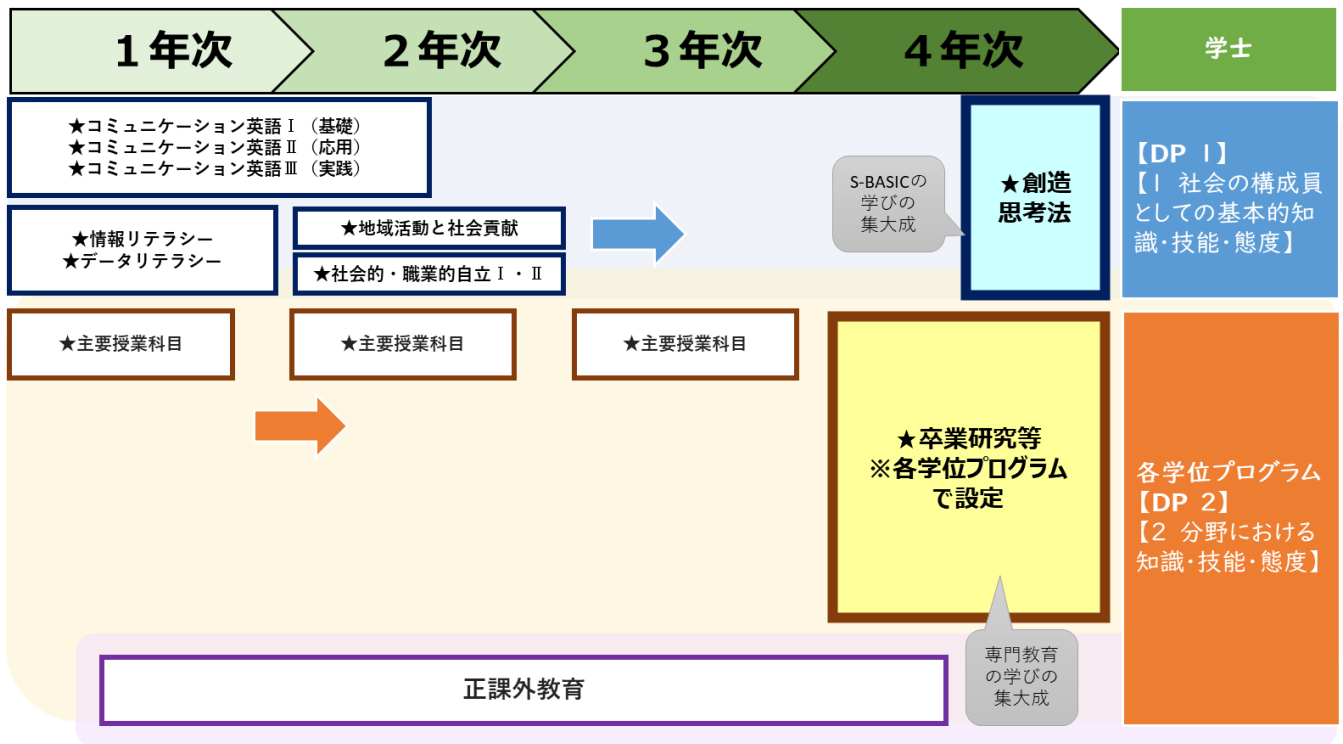 1年次
2年次
3年次
4年次
学士
★コミュニケーション英語Ⅰ（基礎）
★コミュニケーション英語Ⅱ（応用）
★コミュニケーション英語Ⅲ（実践）
★情報リテラシー
★データリテラシー
★地域活動と社会貢献
★社会的・職業的自立Ⅰ・Ⅱ
S-BASICの
学びの
集大成
★創造
思考法
【DP 1】
【1 社会の構成員
としての基本的知
識・技能・態度】
★主要授業科目
★主要授業科目
★主要授業科目
★卒業研究等
※各学位プログラム
で設定
各学位プログラム
【DP 2】
【2 分野における
知識・技能・態度】
正課外教育
専門教育
の学びの
集大成